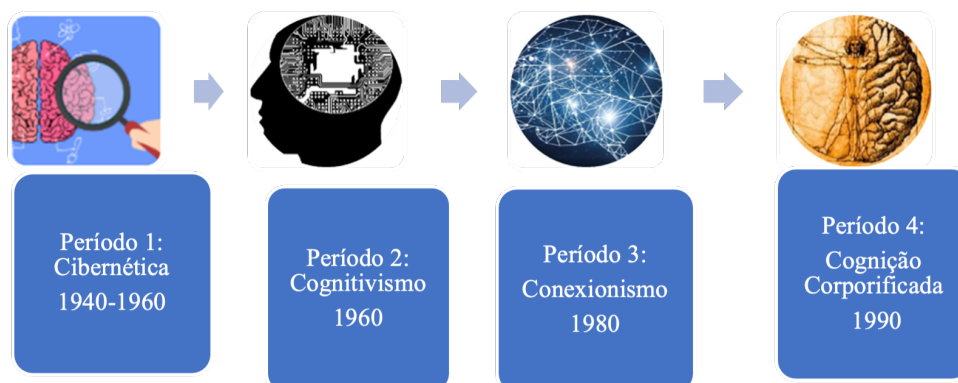 Período 1:
Cibernética
1940-1960
Período 2:
Cognitivismo
1960
Período 3:
Conexionismo
1980
Período 4:
Cognição
Corporificada
1990